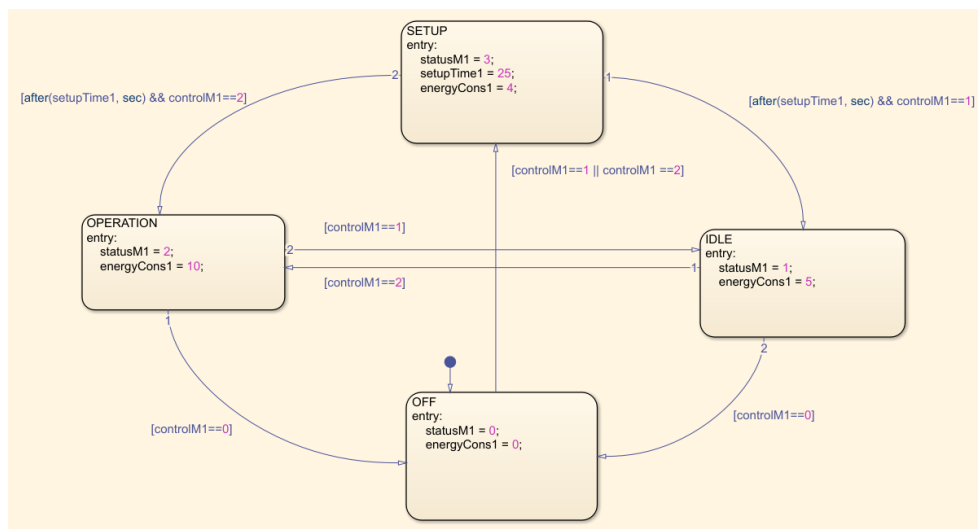 SETUP
entry:
statusM1 = 3;
setupTime1 = 25;
energyCons1 = 4;
2
1
[after(setupTime1, sec) && controlM1==2]
[after(setupTime1, sec) && controlM1==1]
[controlM1==1 || controlM1 ==2]
OPERATION
entry:
statusM1 = 2;
energyCons1 = 10;
[controlM1==1]
2
1
[controlM1==2]
IDLE
entry:
statusM1 = 1;
energyCons1 = 5;
1
2
OFF
entry:
statusM1 = 0;
energyCons1 = 0;
[controlM1==0]
[controlM1==0]